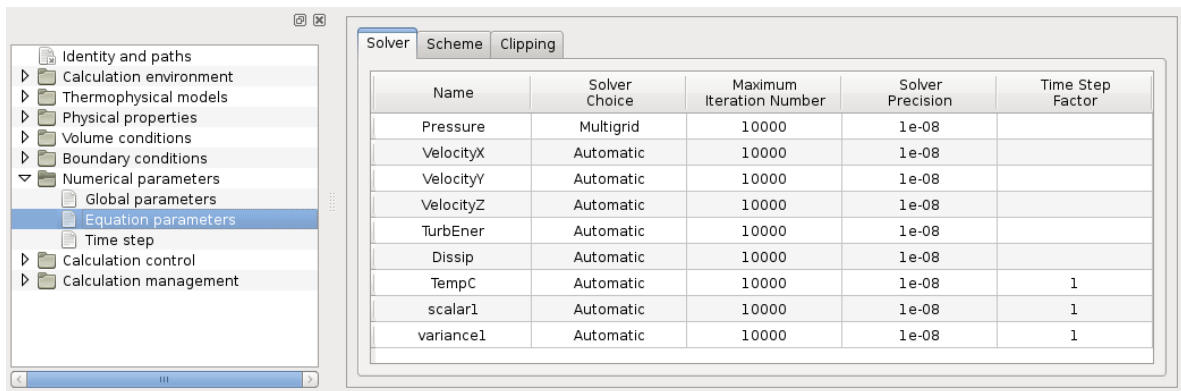 Identity and paths
Calculation environment
Thermophysical models
Physical properties
Volume conditions
Boundary conditions
Numerical parameters
Global parameters
Equation parameters
Time step
Calculation control
Calculation management
Solver Scheme Clipping
Name Solver Choice Maximum Iteration Number Solver Precision Time Step Factor
Pressure Multigrid 10000 1e-08
VelocityX Automatic 10000 1e-08
VelocityY Automatic 10000 1e-08
VelocityZ Automatic 10000 1e-08
TurbEner Automatic 10000 1e-08
Dissip Automatic 10000 1e-08
TempC Automatic 10000 1e-08 1
scalar1 Automatic 10000 1e-08 1
variance1 Automatic 10000 1e-08 1